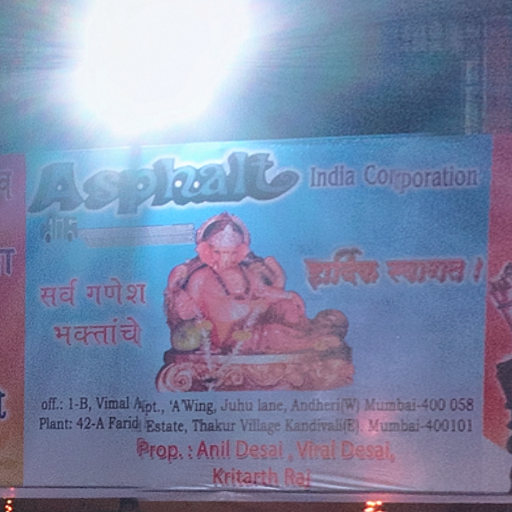 Asphalt India Corporation
सर्व गणेश
भक्तांचे
हार्दिक स्वागत !
off.: 1-B, Vimal Apt., 'A'Wing, Juhu lane, Andheri(W) Mumbai-400 058
Plant: 42-A Farid Estate, Thakur Village Kandivali(E). Mumbai-400101
Prop. : Anil Desai , Viral Desai,
Kritarth Raj